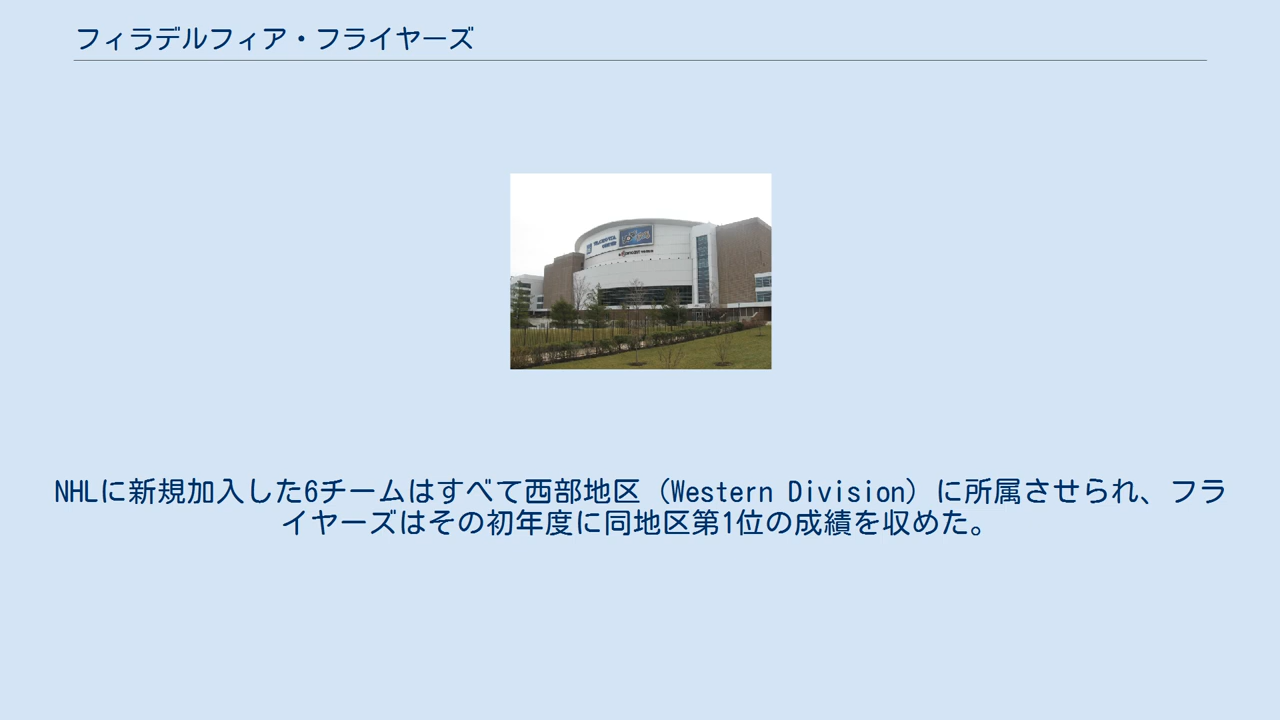 フィラデルフィア・フライヤーズ
NHLに新規加入した6チームはすべて西部地区（Western Division）に所属させられ、フラ
イヤーズはその初年度に同地区第1位の成績を収めた。